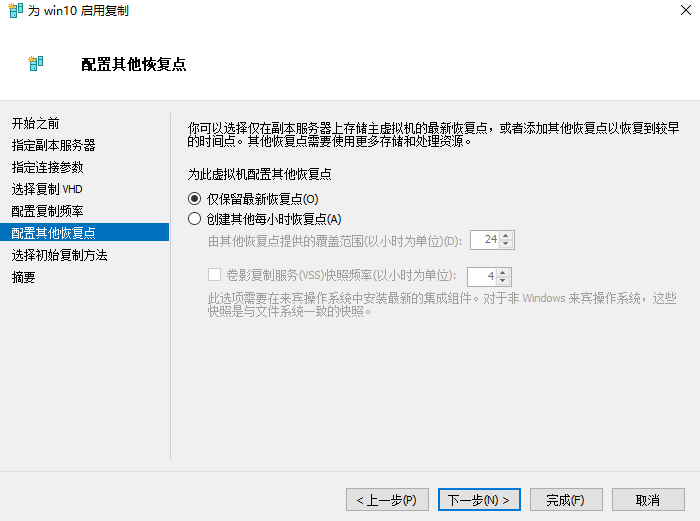 为 win10 启用复制
配置其他恢复点
开始之前
指定副本服务器
指定连接参数
选择复制 VHD
配置复制频率
配置其他恢复点
选择初始复制方法
摘要
你可以选择仅在副本服务器上存储主虚拟机的最新恢复点，或者添加其他恢复点以恢复到较早
的时间点。其他恢复点需要使用更多存储和处理资源。
为此虚拟机配置其他恢复点
仅保留最新恢复点(O)
创建其他每小时恢复点(A)
由其他恢复点提供的覆盖范围(以小时为单位)(D): 24
卷影复制服务(VSS)快照频率(以小时为单位): 4
此选项需要在来宾操作系统中安装最新的集成组件。对于非 Windows 来宾操作系统，这些
快照是与文件系统一致的快照。
< 上一步(P)
下一步(N) >
完成(F)
取消